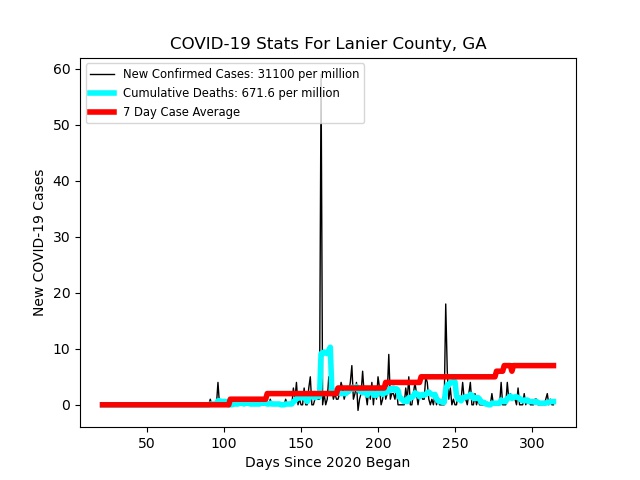 COVID-19 Stats For Lanier County, GA
New Confirmed Cases: 31100 per million
Cumulative Deaths: 671.6 per million
7 Day Case Average
60
50
40
30
20
10
0
New COVID-19 Cases
50 100 150 200 250 300
Days Since 2020 Began